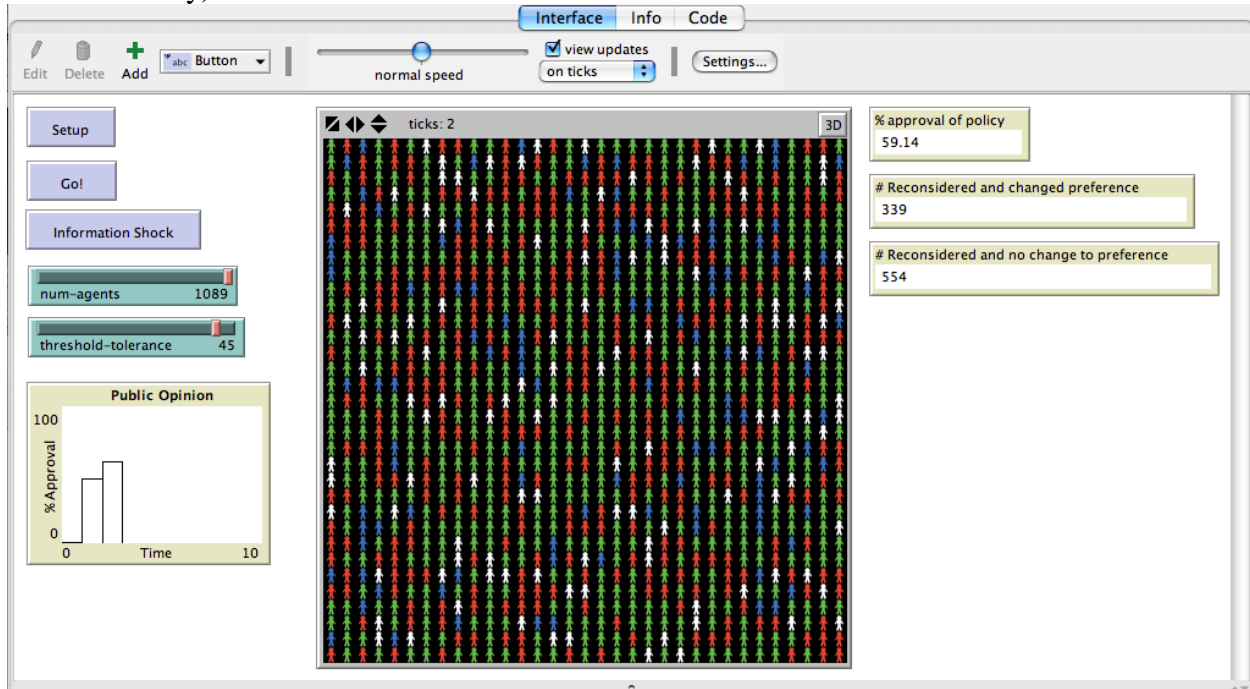 Interface Info Code
Edit Delete Add abc Button normal speed view updates on ticks Settings...
Setup
Go!
Information Shock
num-agents 1089
threshold-tolerance 45
Public Opinion
100
% Approval
0
0 Time 10
ticks: 2 3D
% approval of policy
59.14
# Reconsidered and changed preference
339
# Reconsidered and no change to preference
554